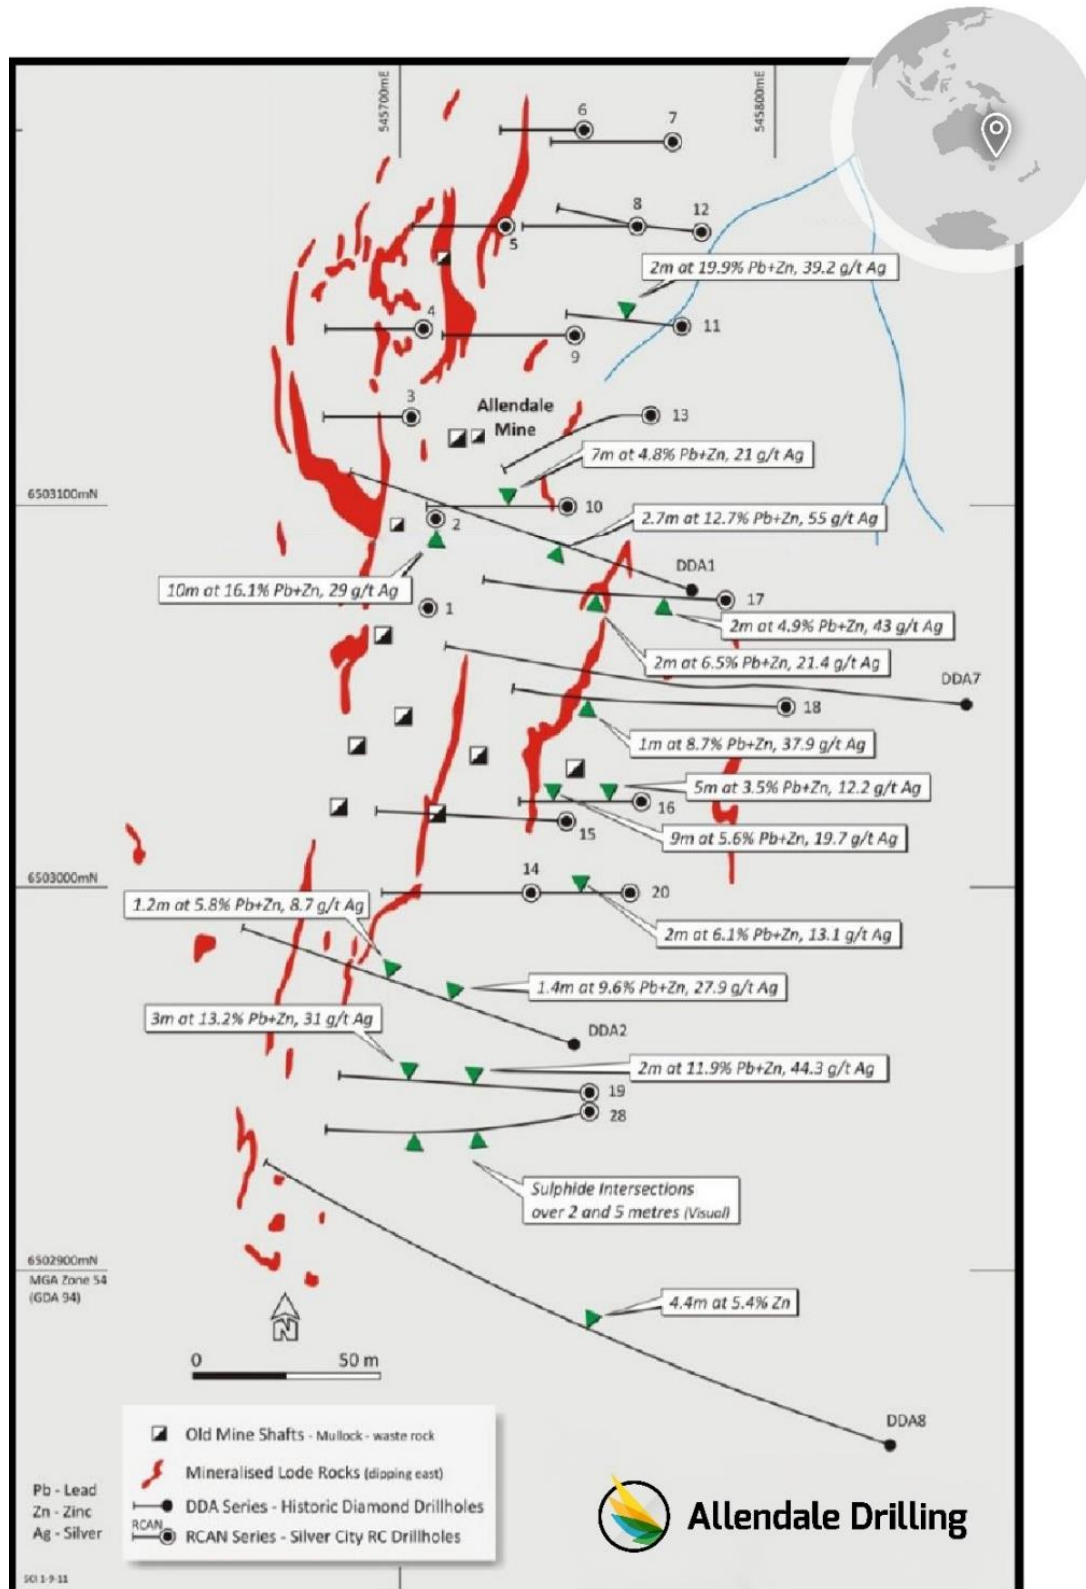 545700mE
545800mE
6
7
8
12
5
2m at 19.9% Pb+Zn, 39.2 g/t Ag
4
11
9
3
Allendale
Mine
13
7m at 4.8% Pb+Zn, 21 g/t Ag
6503100mN
10
2
2.7m at 12.7% Pb+Zn, 55 g/t Ag
DDA1
10m at 16.1% Pb+Zn, 29 g/t Ag
17
1
2m at 4.9% Pb+Zn, 43 g/t Ag
2m at 6.5% Pb+Zn, 21.4 g/t Ag
DDA7
18
1m at 8.7% Pb+Zn, 37.9 g/t Ag
5m at 3.5% Pb+Zn, 12.2 g/t Ag
16
15
9m at 5.6% Pb+Zn, 19.7 g/t Ag
6503000mN
14
20
1.2m at 5.8% Pb+Zn, 8.7 g/t Ag
2m at 6.1% Pb+Zn, 13.1 g/t Ag
1.4m at 9.6% Pb+Zn, 27.9 g/t Ag
3m at 13.2% Pb+Zn, 31 g/t Ag
DDA2
2m at 11.9% Pb+Zn, 44.3 g/t Ag
19
28
Sulphide Intersections
over 2 and 5 metres (Visual)
6502900mN
MGA Zone 54
(GDA 94)
4.4m at 5.4% Zn
N
0 50 m
DDA8
Old Mine Shafts - Mullock - waste rock
Mineralised Lode Rocks (dipping east)
DDA Series - Historic Diamond Drillholes
RCAN
RCAN Series - Silver City RC Drillholes
Pb - Lead
Zn - Zinc
Ag - Silver
Allendale Drilling
SCI 1-9-11